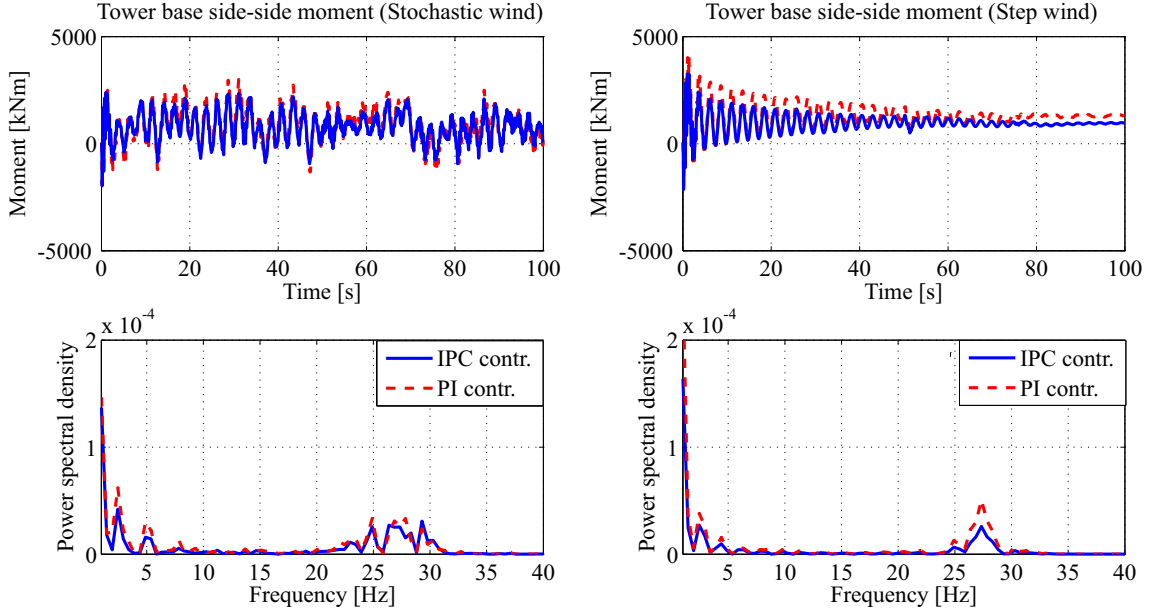 Tower base side-side moment (Stochastic wind)
5000
0
-5000
Moment [kNm]
0 20 40 60 80 100
Time [s]
Tower base side-side moment (Step wind)
5000
0
-5000
Moment [kNm]
0 20 40 60 80 100
Time [s]
x 10-4
2
1
0
Power spectral density
IPC contr.
PI contr.
5 10 15 20 25 30 35 40
Frequency [Hz]
x 10-4
2
1
0
Power spectral density
IPC contr.
PI contr.
5 10 15 20 25 30 35 40
Frequency [Hz]